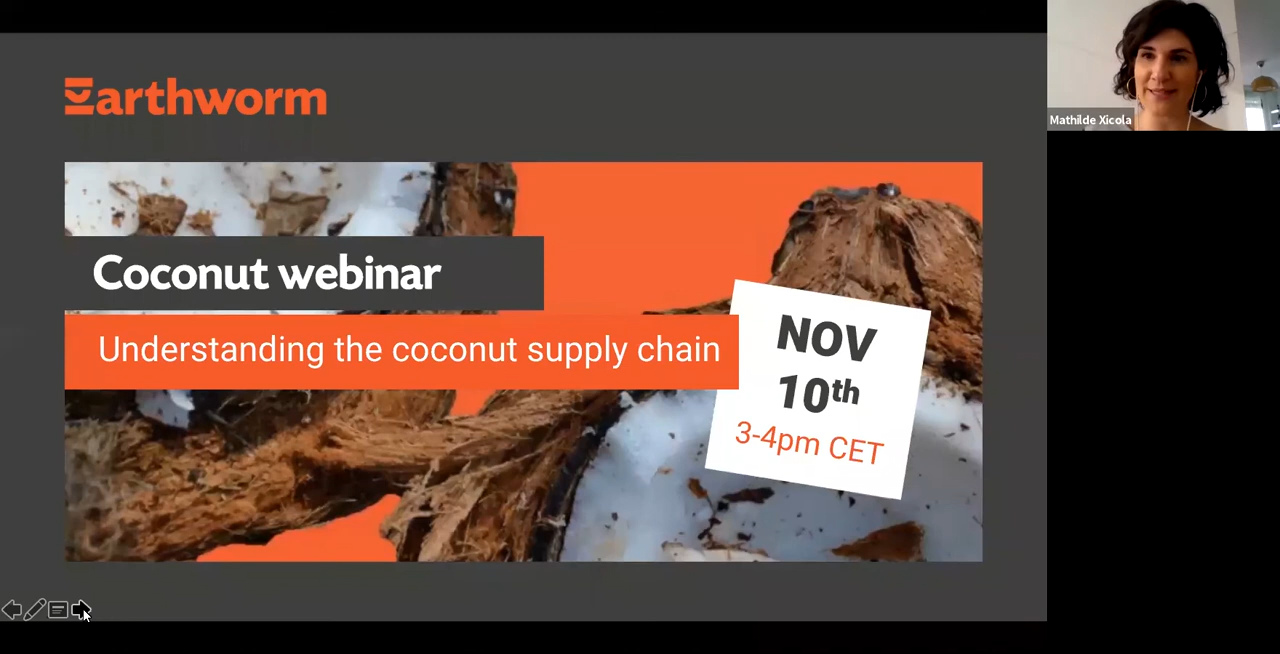 Earthworm
Coconut webinar
Understanding the coconut supply chain
NOV
10th
3-4pm CET
Mathilde Xicola